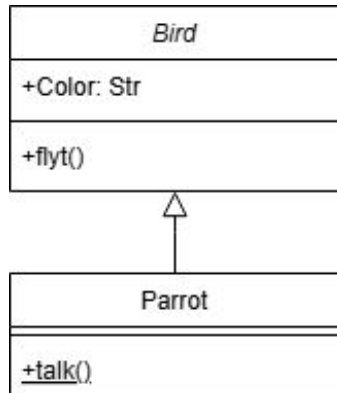 Bird
+Color: Str
+flyt()
Parrot
+talk()